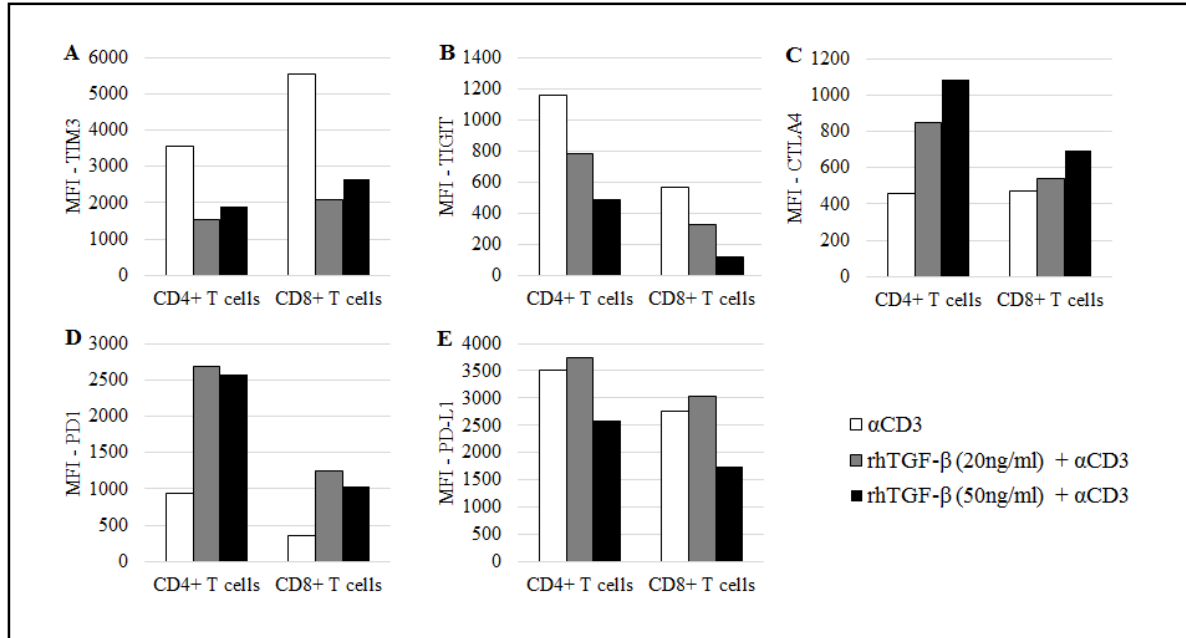 A
MFI - TIM3
6000
5000
4000
3000
2000
1000
0
CD4+ T cells CD8+ T cells
B
MFI - TIGIT
1400
1200
1000
800
600
400
200
0
CD4+ T cells CD8+ T cells
C
MFI - CTLA4
1200
1000
800
600
400
200
0
CD4+ T cells CD8+ T cells
D
MFI - PD1
3000
2500
2000
1500
1000
500
0
CD4+ T cells CD8+ T cells
E
MFI - PD-L1
4000
3500
3000
2500
2000
1500
1000
500
0
CD4+ T cells CD8+ T cells
αCD3
rhTGF-β (20ng/ml) + αCD3
rhTGF-β (50ng/ml) + αCD3